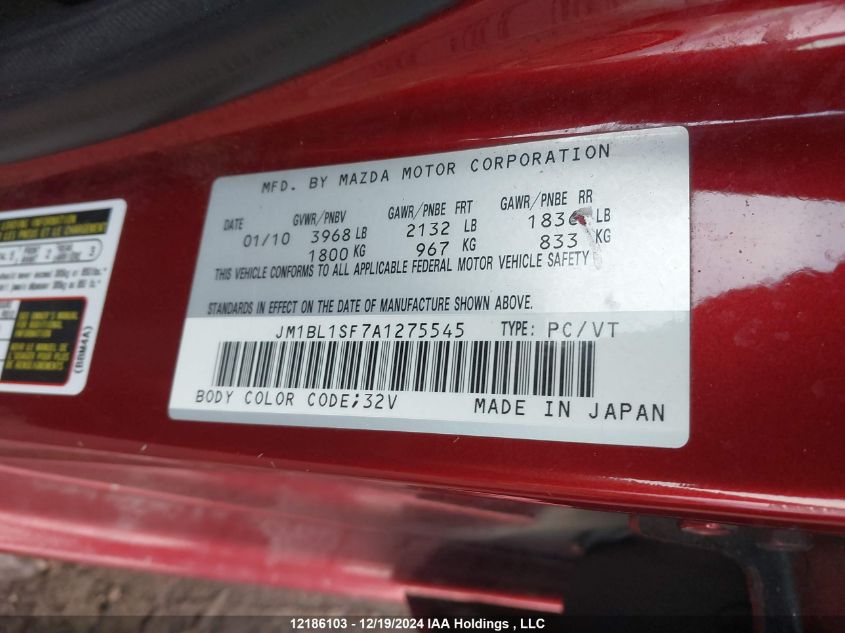 MFD. BY MAZDA MOTOR CORPORATION
DATE GVWR/PNBV GAWR/PNBE FRT GAWR/PNBE RR
01/10 3968 LB 2132 LB 1836 LB
1800 KG 967 KG 833 KG
THIS VEHICLE CONFORMS TO ALL APPLICABLE FEDERAL MOTOR VEHICLE SAFETY
STANDARDS IN EFFECT ON THE DATE OF MANUFACTURE SHOWN ABOVE.
JM1BL1SF7A1275545 TYPE: PC/VT
BODY COLOR CODE;32V MADE IN JAPAN
(BBM4A)
12186103 - 12/19/2024 IAA Holdings , LLC